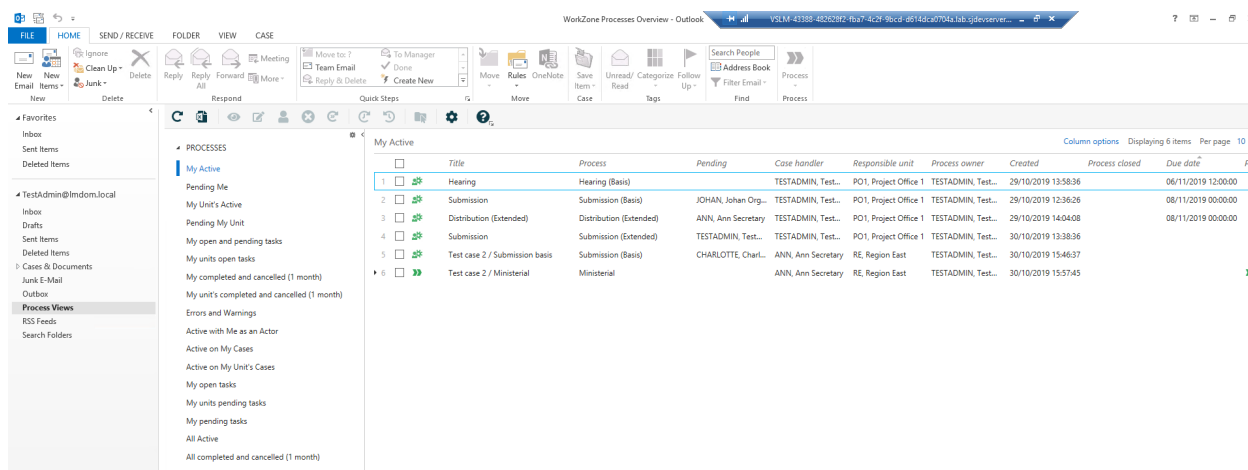 WorkZone Processes Overview - Outlook
VSLM-43388-482628f2-fba7-4c2f-9bcd-d614dca0704a.lab.sjdevserver...
FILE HOME SEND / RECEIVE FOLDER VIEW CASE
New Email
New Items
Ignore
Clean Up
Junk
Delete
Reply
Reply All
Forward
Meeting
More
Move to: ?
Team Email
Reply & Delete
To Manager
Done
Create New
Move
Rules
OneNote
Save Item
Unread/ Read
Categorize
Follow Up
Search People
Address Book
Filter Email
Process
New Delete Respond Quick Steps Move Case Tags Find Process
Favorites
Inbox
Sent Items
Deleted Items
TestAdmin@lmdom.local
Inbox
Drafts
Sent Items
Deleted Items
Cases & Documents
Junk E-Mail
Outbox
Process Views
RSS Feeds
Search Folders
PROCESSES
My Active
Pending Me
My Unit's Active
Pending My Unit
My open and pending tasks
My units open tasks
My completed and cancelled (1 month)
My unit's completed and cancelled (1 month)
Errors and Warnings
Active with Me as an Actor
Active on My Cases
Active on My Unit's Cases
My open tasks
My units pending tasks
My pending tasks
All Active
All completed and cancelled (1 month)
My Active Column options Displaying 6 items Per page 10
Title Process Pending Case handler Responsible unit Process owner Created Process closed Due date
1 Hearing Hearing (Basis) TESTADMIN, Test... PO1, Project Office 1 TESTADMIN, Test... 29/10/2019 13:58:36 06/11/2019 12:00:00
2 Submission Submission (Basis) JOHAN, Johan Org... TESTADMIN, Test... PO1, Project Office 1 TESTADMIN, Test... 29/10/2019 12:36:26 08/11/2019 00:00:00
3 Distribution (Extended) Distribution (Extended) ANN, Ann Secretary TESTADMIN, Test... PO1, Project Office 1 TESTADMIN, Test... 29/10/2019 14:04:08 08/11/2019 00:00:00
4 Submission Submission (Extended) TESTADMIN, Test... TESTADMIN, Test... PO1, Project Office 1 TESTADMIN, Test... 30/10/2019 13:38:36
5 Test case 2 / Submission basis Submission (Basis) CHARLOTTE, Charl... ANN, Ann Secretary RE, Region East TESTADMIN, Test... 30/10/2019 15:46:37
6 Test case 2 / Ministerial Ministerial ANN, Ann Secretary RE, Region East TESTADMIN, Test... 30/10/2019 15:57:45